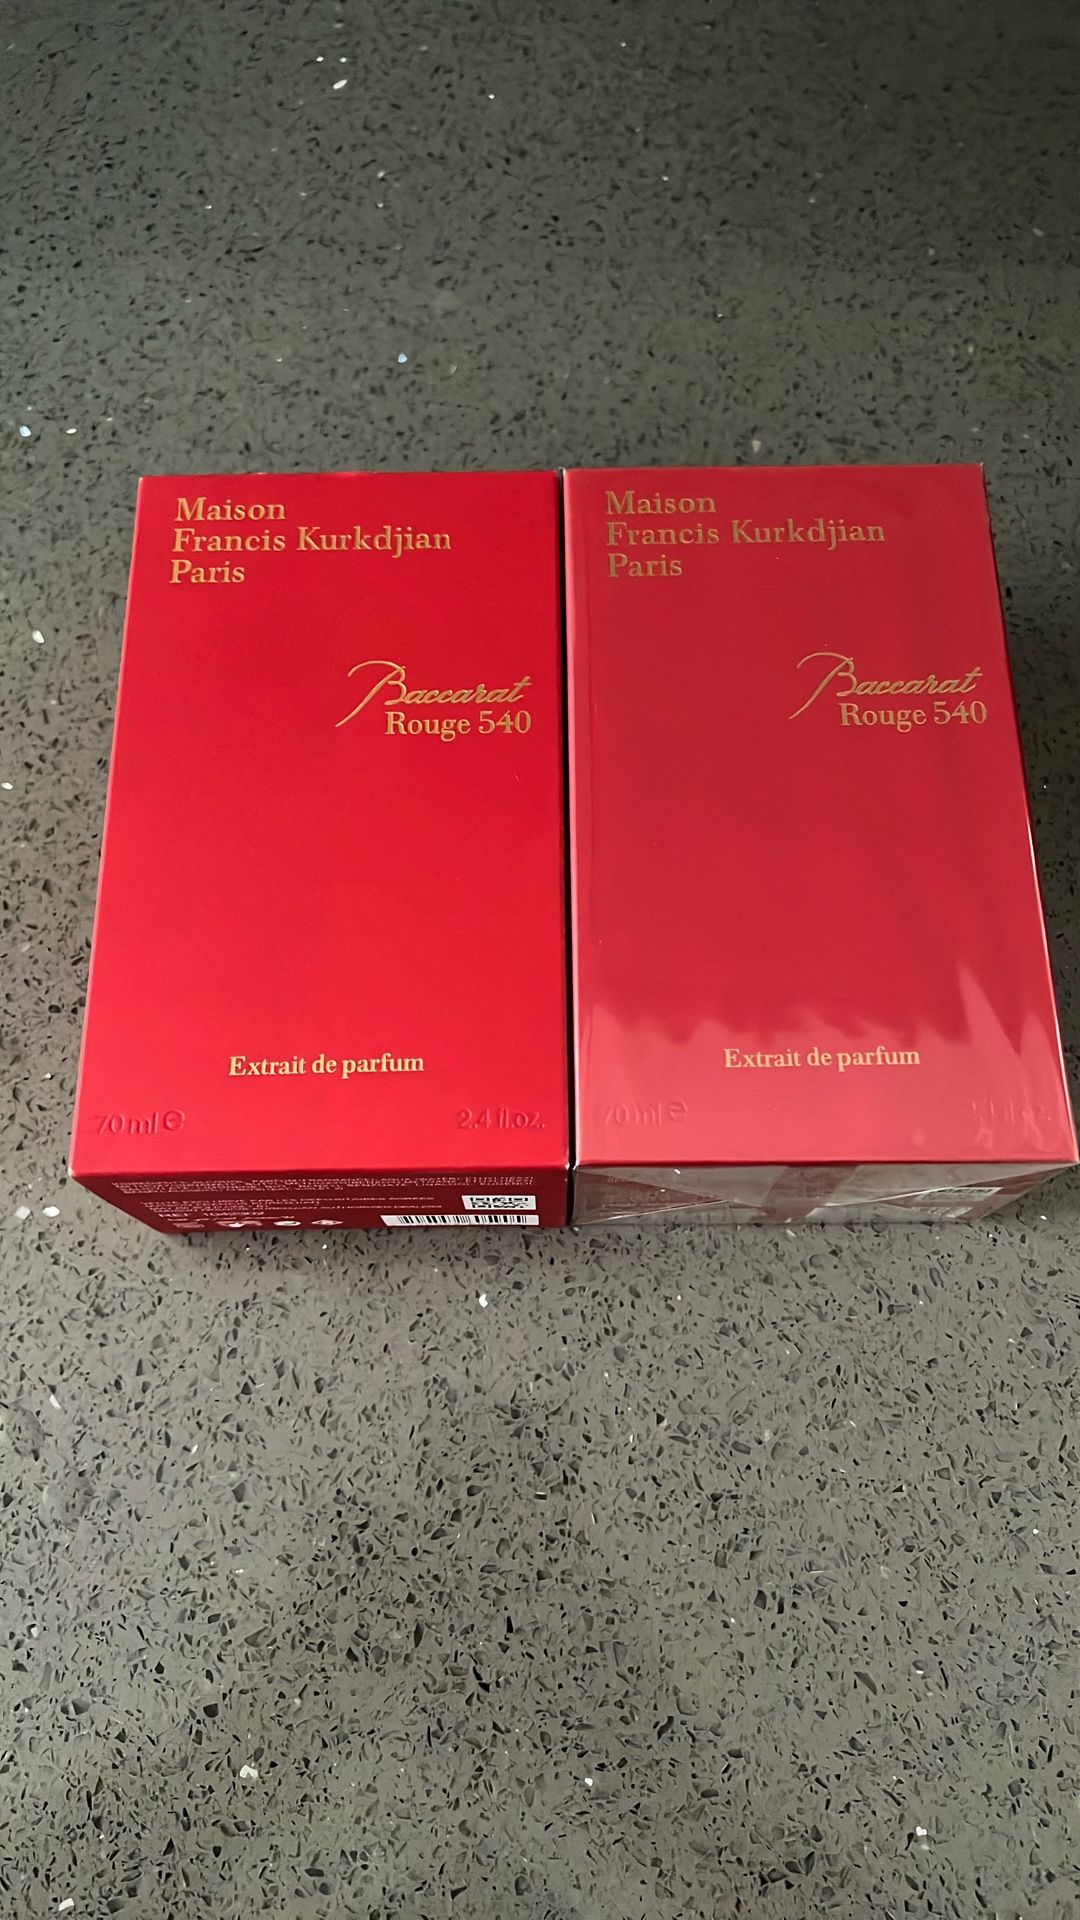 Maison
Francis Kurkdjian
Paris
Baccarat
Rouge 540
Extrait de parfum
70 ml e
2.4 fl.oz.
Maison
Francis Kurkdjian
Paris
Baccarat
Rouge 540
Extrait de parfum
70 ml e